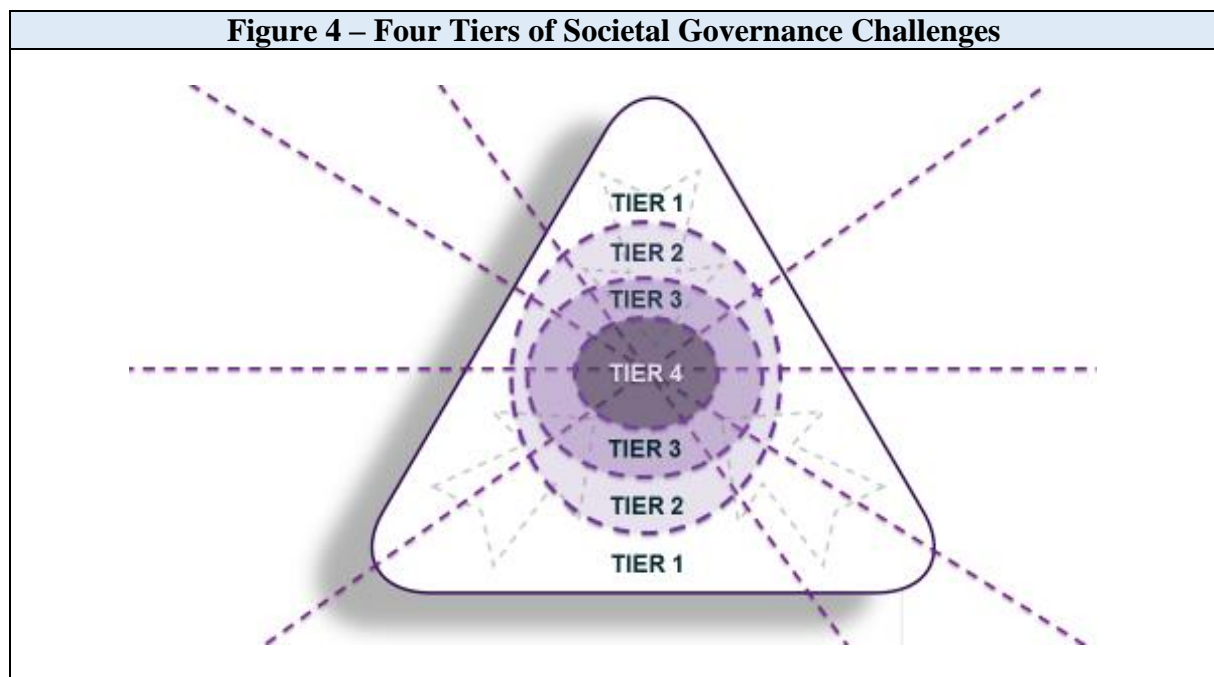 Figure 4 – Four Tiers of Societal Governance Challenges
TIER 1
TIER 2
TIER 3
TIER 4
TIER 3
TIER 2
TIER 1